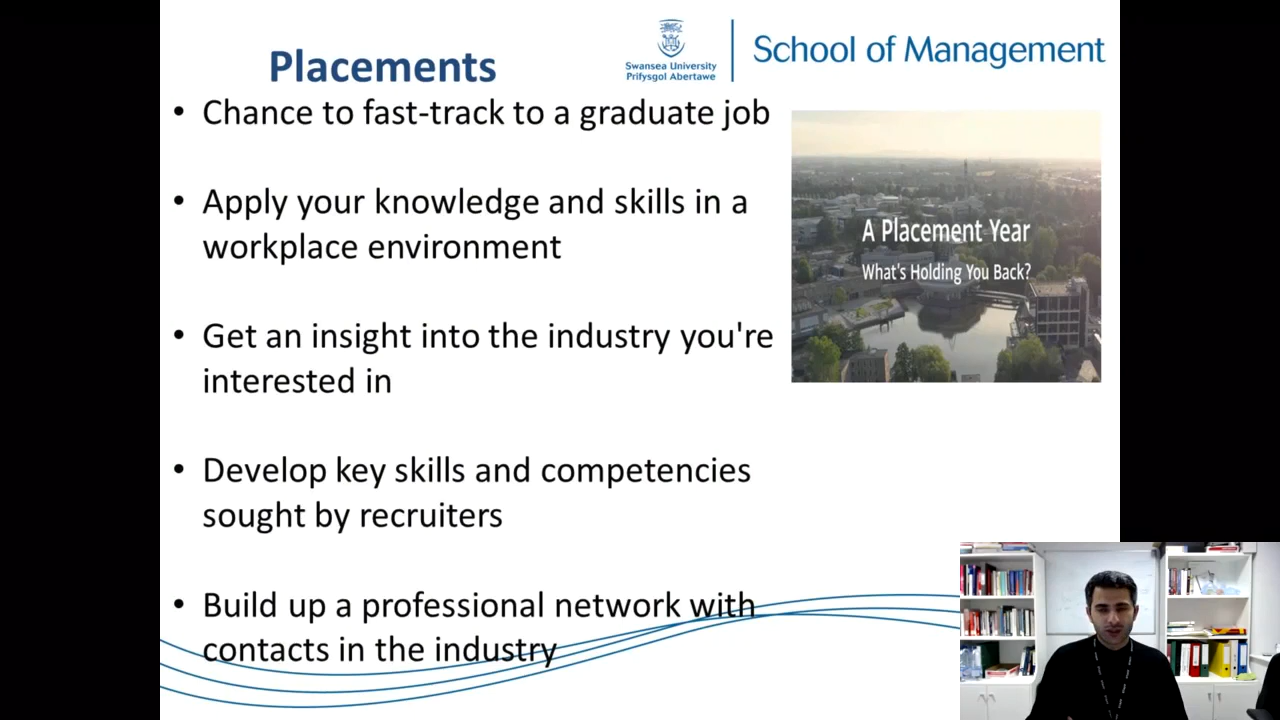 Placements
Swansea University
Prifysgol Abertawe
School of Management
• Chance to fast-track to a graduate job
• Apply your knowledge and skills in a
workplace environment
• Get an insight into the industry you're
interested in
• Develop key skills and competencies
sought by recruiters
• Build up a professional network with
contacts in the industry
A Placement Year
What's Holding You Back?